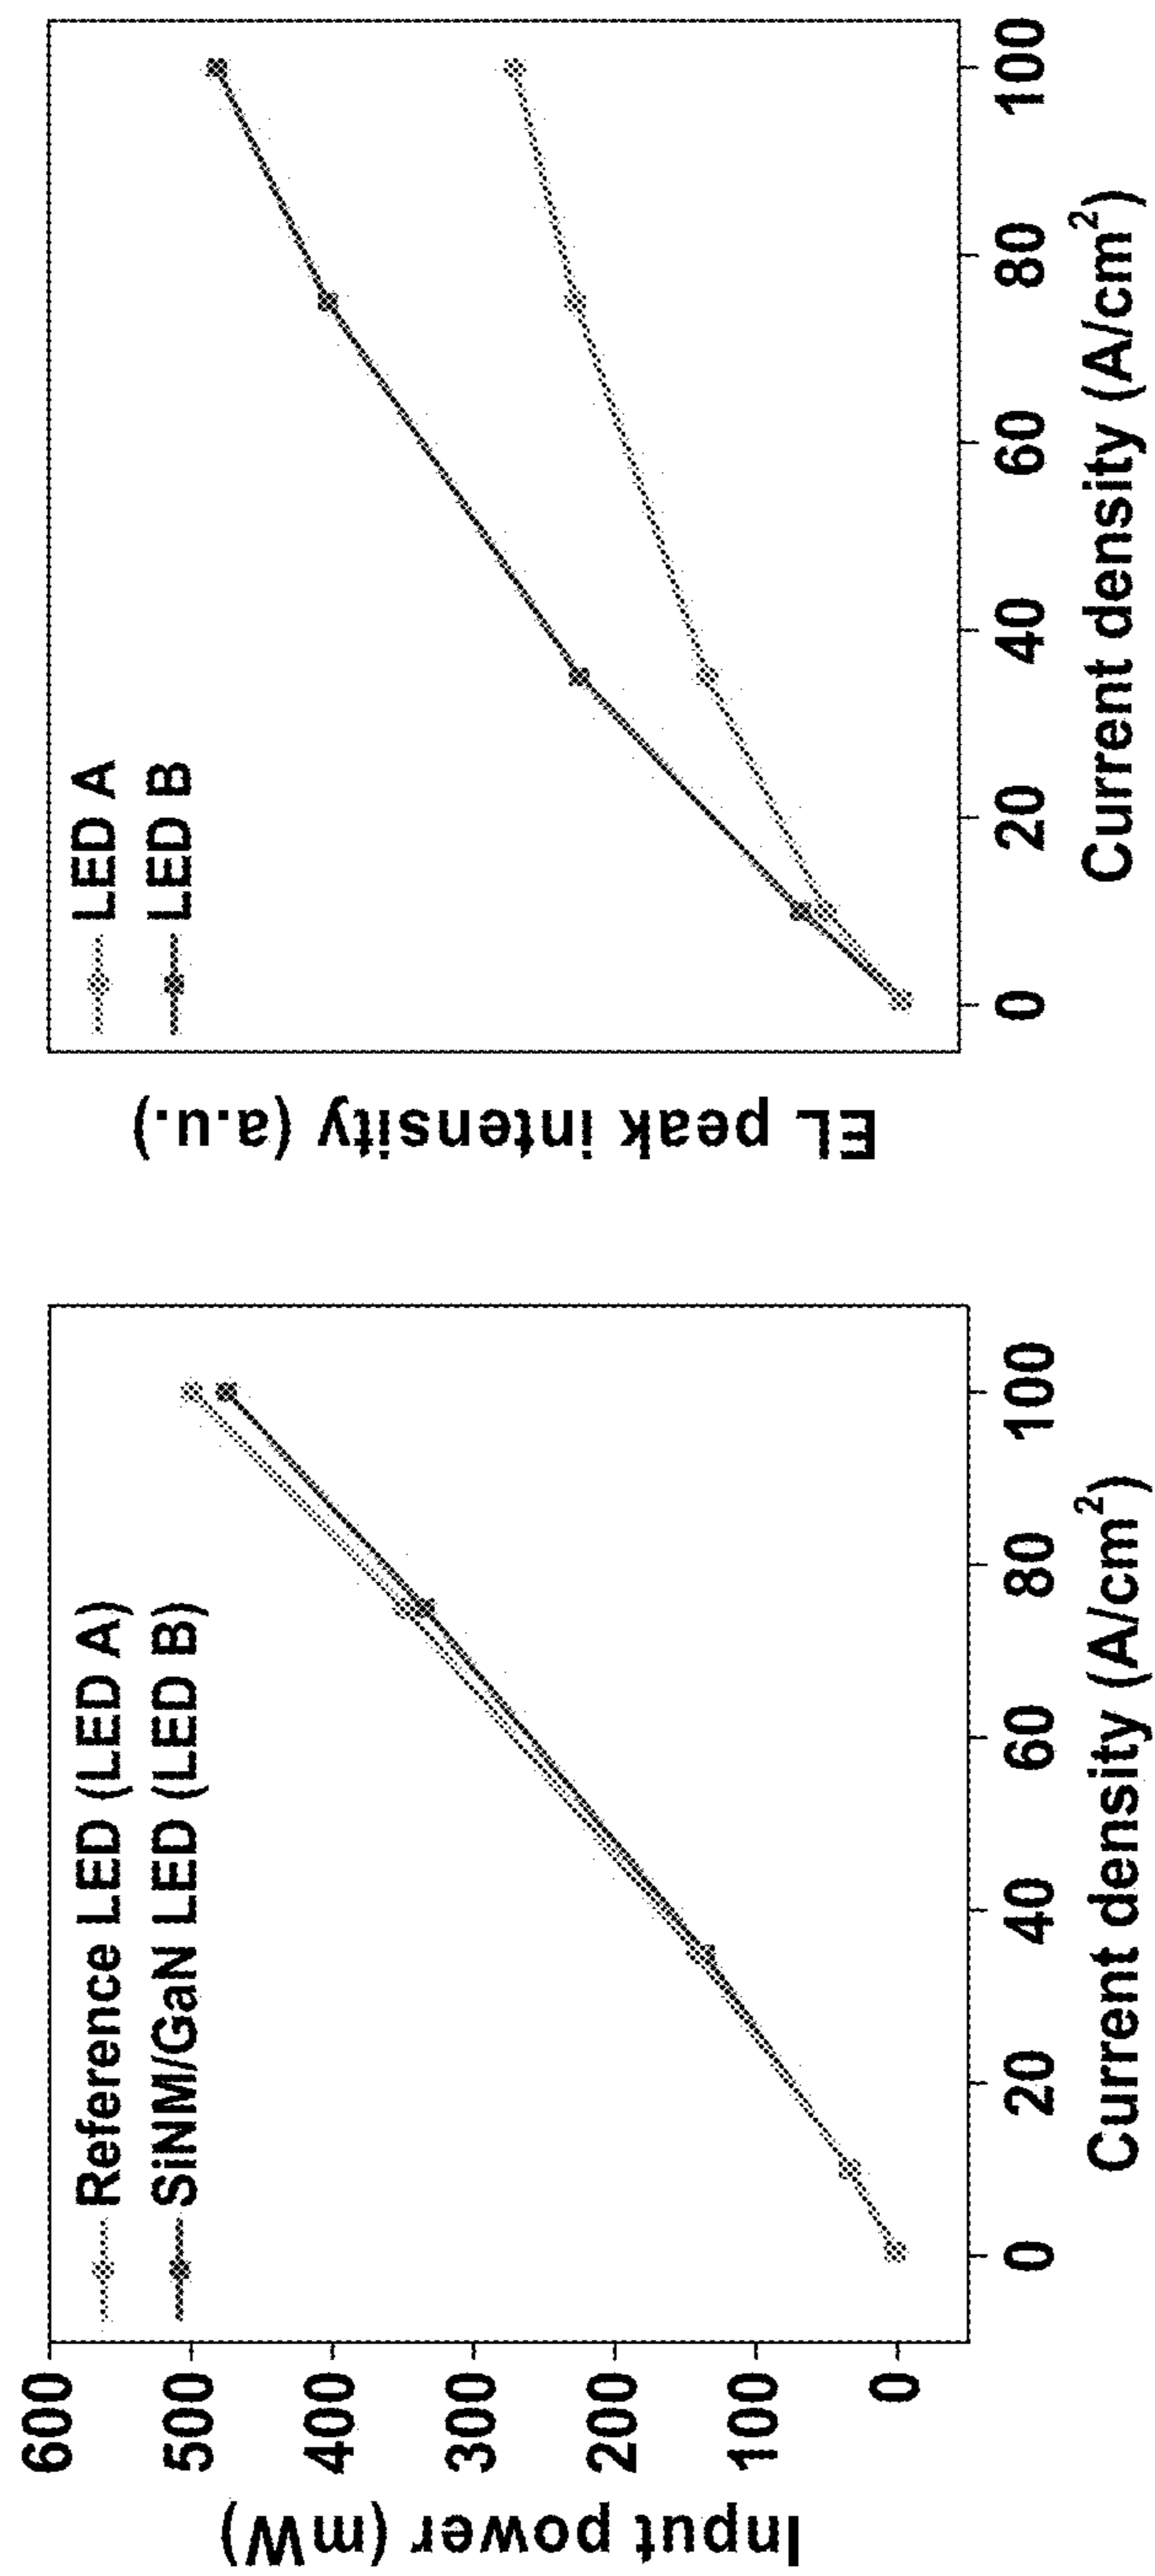 Input power (mW)
600
500
400
300
200
100
0
Reference LED (LED A)
SiNM/GaN LED (LED B)
0 20 40 60 80 100
Current density (A/cm²)
EL peak intensity (a.u.)
LED A
LED B
0 20 40 60 80 100
Current density (A/cm²)